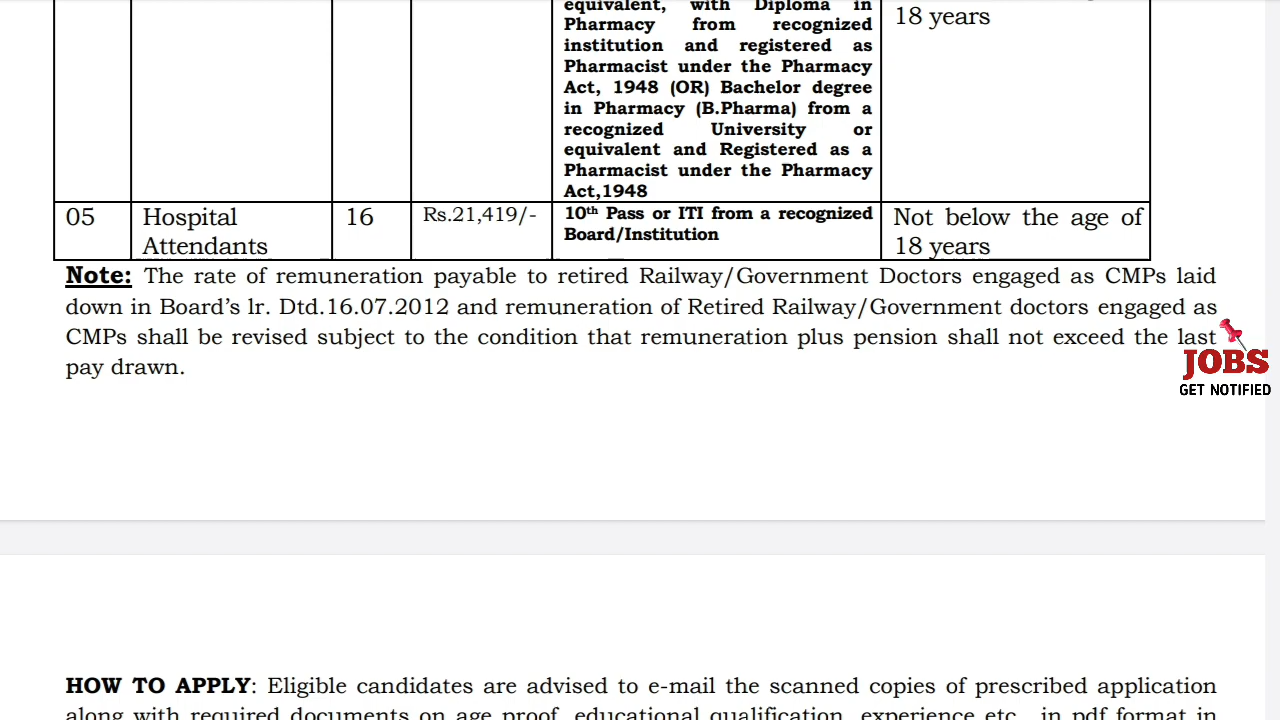 equivalent, with Diploma in
Pharmacy from recognized
institution and registered as
Pharmacist under the Pharmacy
Act, 1948 (OR) Bachelor degree
in Pharmacy (B.Pharma) from a
recognized University or
equivalent and Registered as a
Pharmacist under the Pharmacy
Act,1948
18 years
05 Hospital Attendants 16 Rs.21,419/- 10th Pass or ITI from a recognized Board/Institution Not below the age of 18 years
Note: The rate of remuneration payable to retired Railway/Government Doctors engaged as CMPs laid
down in Board's lr. Dtd.16.07.2012 and remuneration of Retired Railway/Government doctors engaged as
CMPs shall be revised subject to the condition that remuneration plus pension shall not exceed the last
pay drawn.
JOBS
GET NOTIFIED
HOW TO APPLY: Eligible candidates are advised to e-mail the scanned copies of prescribed application
along with required documents on age proof, educational qualification, experience etc., in pdf format in